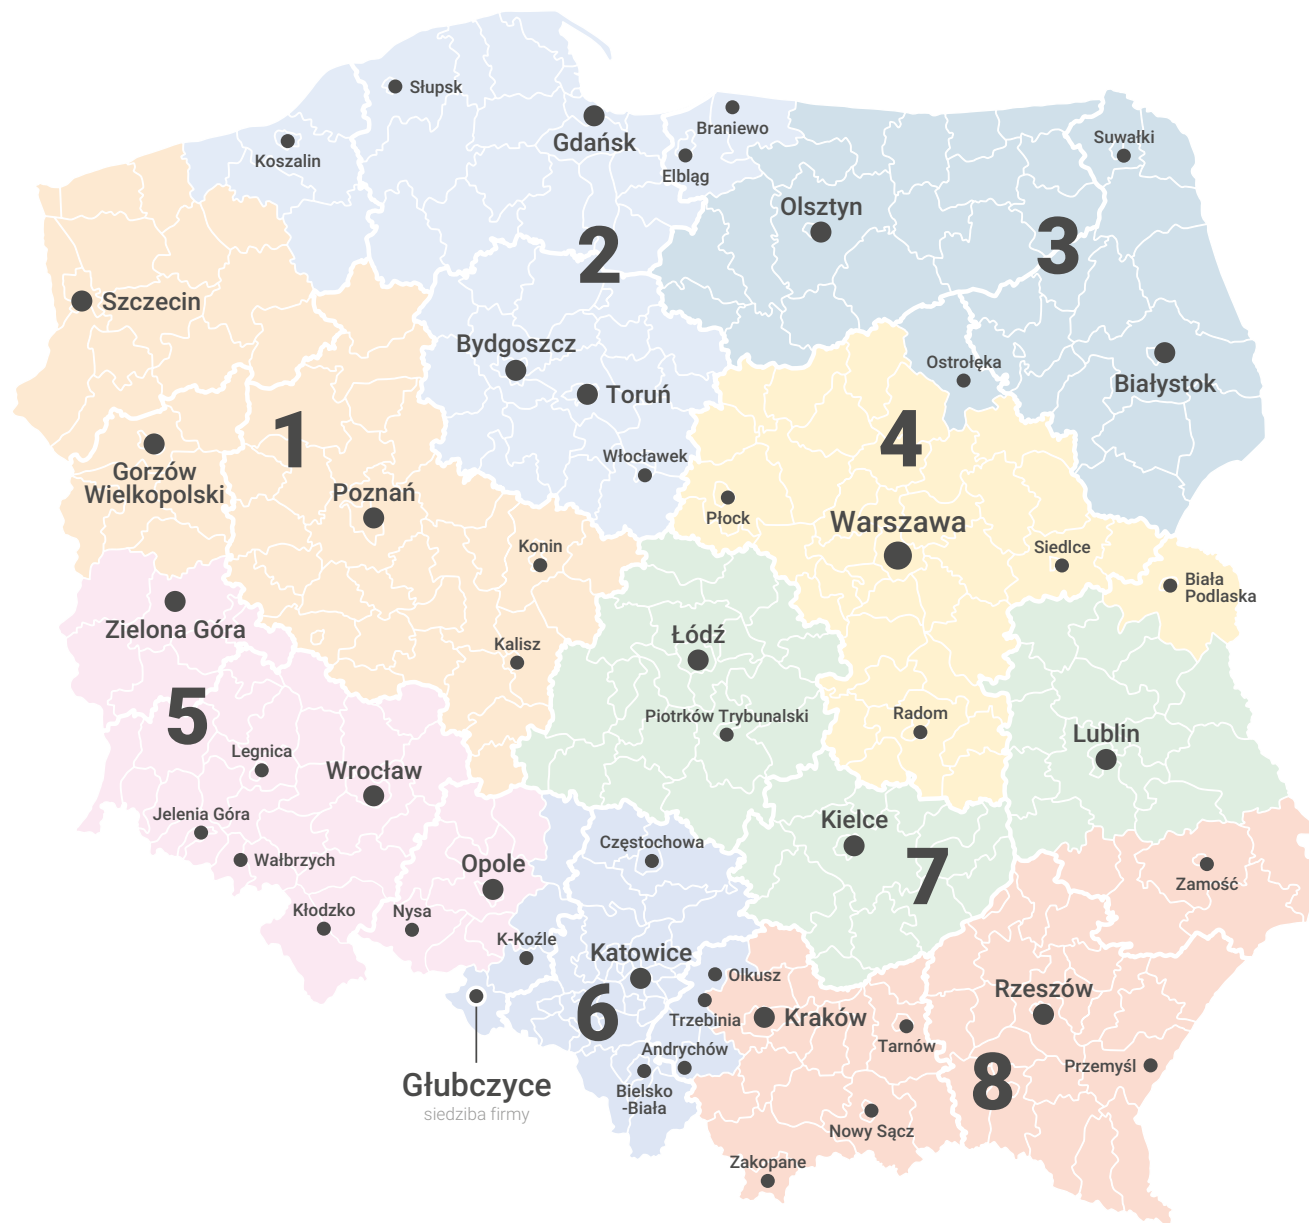 Słupsk
Gdańsk
Braniewo
Koszalin
Elbląg
Suwałki
Olsztyn
2
3
Szczecin
Bydgoszcz
Toruń
Ostrołęka
Białystok
1
4
Gorzów
Wielkopolski
Poznań
Włocławek
Płock
Warszawa
Konin
Siedlce
Biała
Podlaska
Zielona Góra
Łódź
Kalisz
5
Piotrków Trybunalski
Radom
Lublin
Legnica
Wrocław
Jelenia Góra
Wałbrzych
Opole
Częstochowa
Kielce
7
Zamość
Kłodzko
Nysa
K-Koźle
Katowice
Olkusz
6
Trzebinia
Kraków
Rzeszów
Tarnów
Andrychów
Przemyśl
8
Głubczyce
siedziba firmy
Bielsko
-Biała
Nowy Sącz
Zakopane